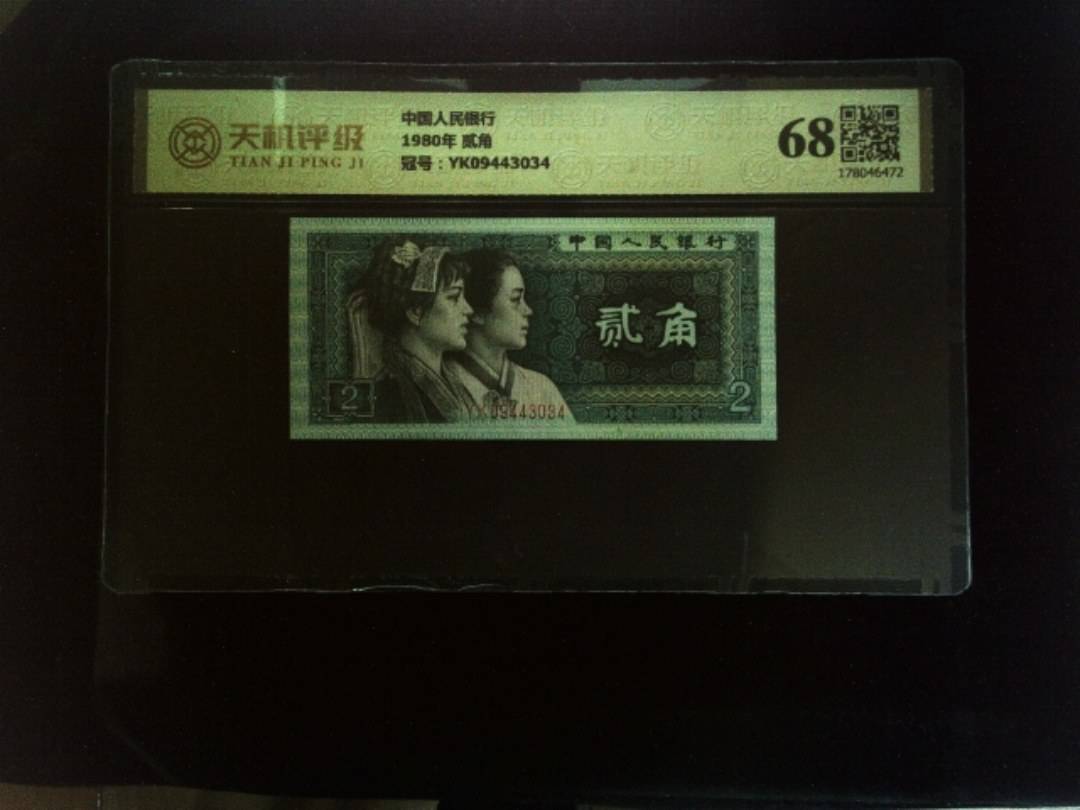 天机评级
TIAN JI PING JI
中国人民银行
1980年 贰角
冠号：YK09443034
68
178046472
中国人民银行
贰角
2
2
YK09443034